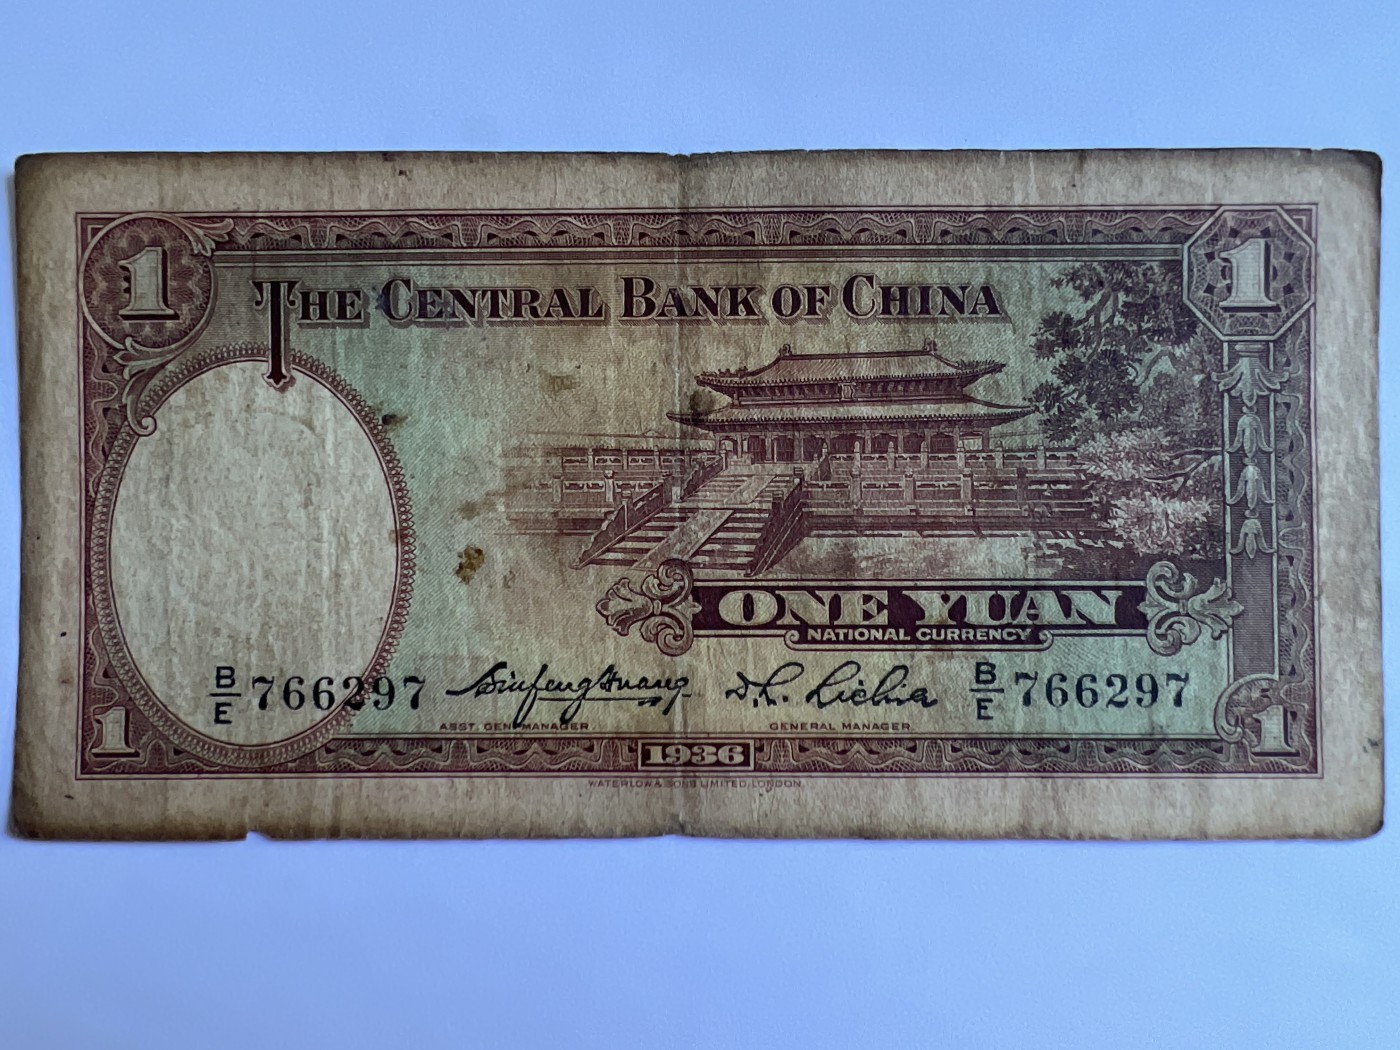 1
1
THE CENTRAL BANK OF CHINA
ONE YUAN
NATIONAL CURRENCY
B/E 766297
B/E 766297
ASST. GEN. MANAGER
GENERAL MANAGER
1
1936
1
WATERLOW & SONS LIMITED, LONDON